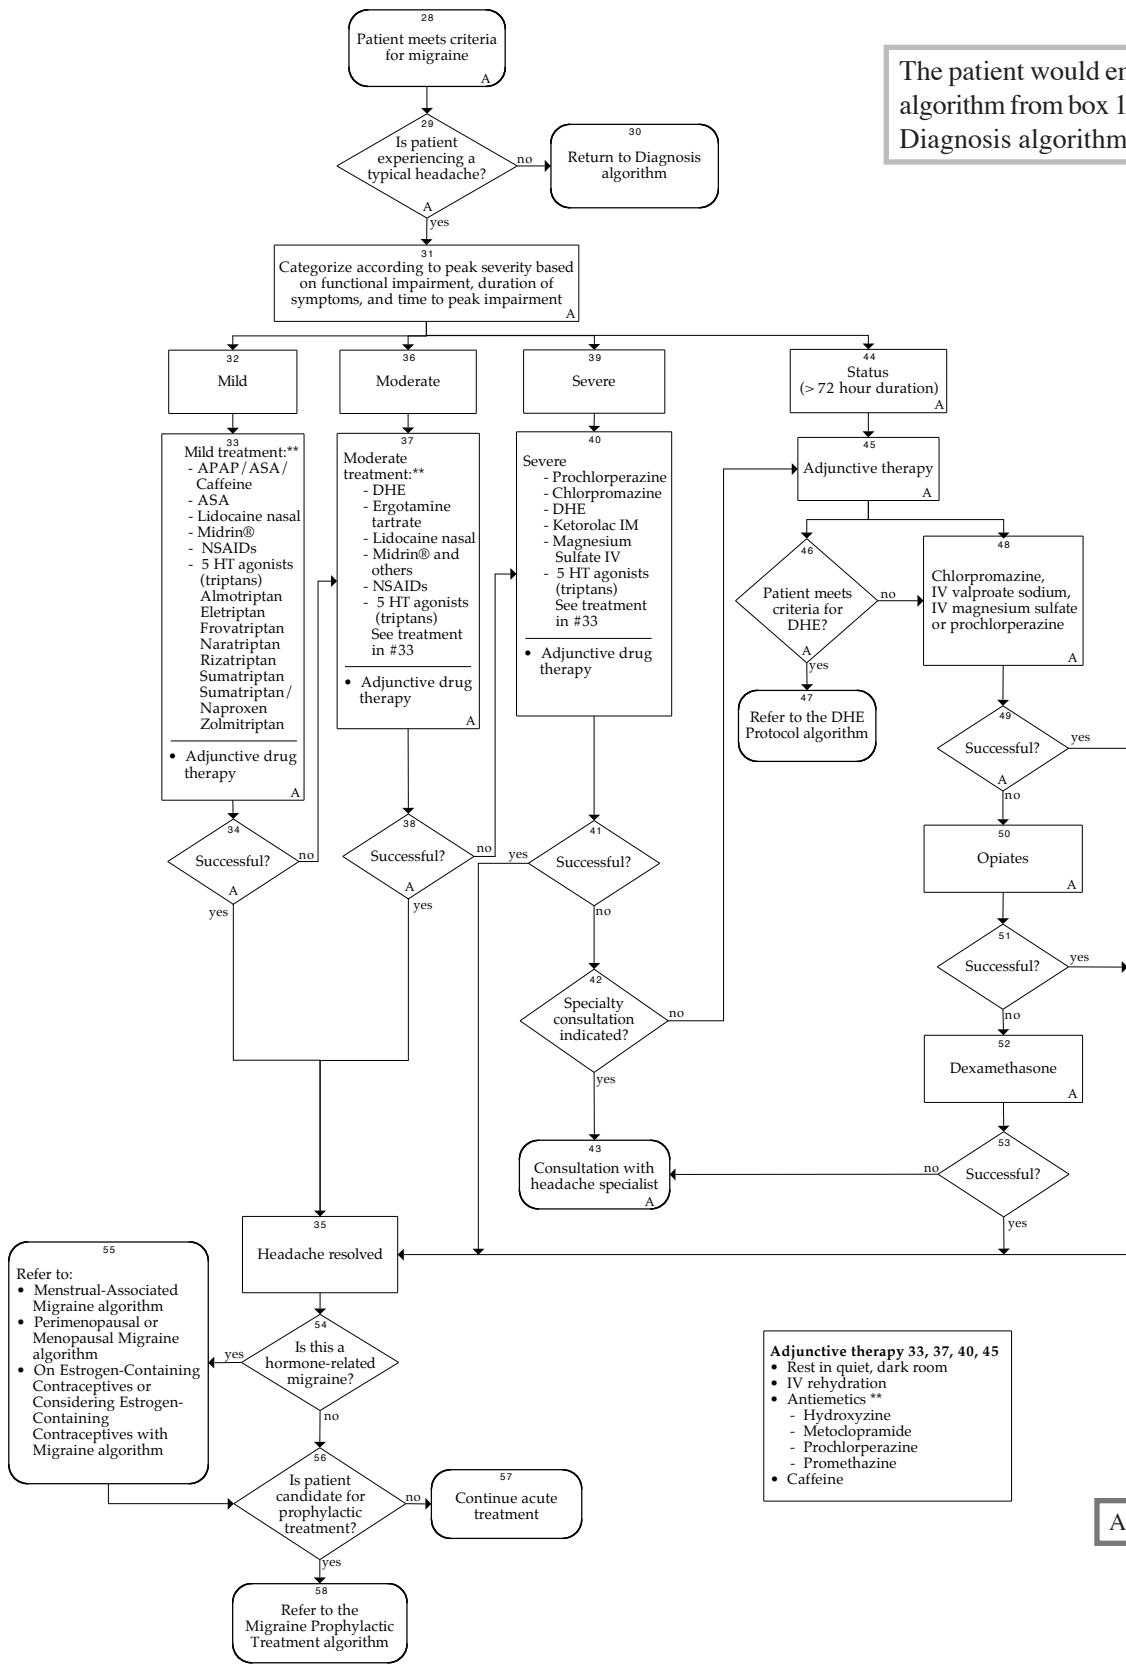 28
Patient meets criteria
for migraine
A
The patient would en
algorithm from box 1
Diagnosis algorithm
29
Is patient
experiencing a
typical headache?
A
no
yes
30
Return to Diagnosis
algorithm
31
Categorize according to peak severity based
on functional impairment, duration of
symptoms, and time to peak impairment
A
32
Mild
36
Moderate
39
Severe
44
Status
(> 72 hour duration)
A
33
Mild treatment:**
- APAP/ASA/
Caffeine
- ASA
- Lidocaine nasal
- Midrin®
- NSAIDs
- 5 HT agonists
(triptans)
Almotriptan
Eletriptan
Frovatriptan
Naratriptan
Rizatriptan
Sumatriptan
Sumatriptan/
Naproxen
Zolmitriptan
• Adjunctive drug
therapy
A
37
Moderate
treatment:**
- DHE
- Ergotamine
tartrate
- Lidocaine nasal
- Midrin® and
others
- NSAIDs
- 5 HT agonists
(triptans)
See treatment
in #33
• Adjunctive drug
therapy
A
40
Severe
- Prochlorperazine
- Chlorpromazine
- DHE
- Ketorolac IM
- Magnesium
Sulfate IV
- 5 HT agonists
(triptans)
See treatment
in #33
• Adjunctive drug
therapy
45
Adjunctive therapy
A
46
Patient meets
criteria for
DHE?
A
no
yes
47
Refer to the DHE
Protocol algorithm
48
Chlorpromazine,
IV valproate sodium,
IV magnesium sulfate
or prochlorperazine
A
49
Successful?
A
yes
no
50
Opiates
A
51
Successful?
yes
no
52
Dexamethasone
A
53
Successful?
no
yes
34
Successful?
A
no
yes
38
Successful?
A
no
yes
41
Successful?
yes
no
42
Specialty
consultation
indicated?
no
yes
43
Consultation with
headache specialist
A
35
Headache resolved
54
Is this a
hormone-related
migraine?
yes
no
55
Refer to:
• Menstrual-Associated
Migraine algorithm
• Perimenopausal or
Menopausal Migraine
algorithm
• On Estrogen-Containing
Contraceptives or
Considering Estrogen-
Containing
Contraceptives with
Migraine algorithm
56
Is patient
candidate for
prophylactic
treatment?
no
yes
57
Continue acute
treatment
58
Refer to the
Migraine Prophylactic
Treatment algorithm
Adjunctive therapy 33, 37, 40, 45
• Rest in quiet, dark room
• IV rehydration
• Antiemetics **
- Hydroxyzine
- Metoclopramide
- Prochlorperazine
- Promethazine
• Caffeine
A